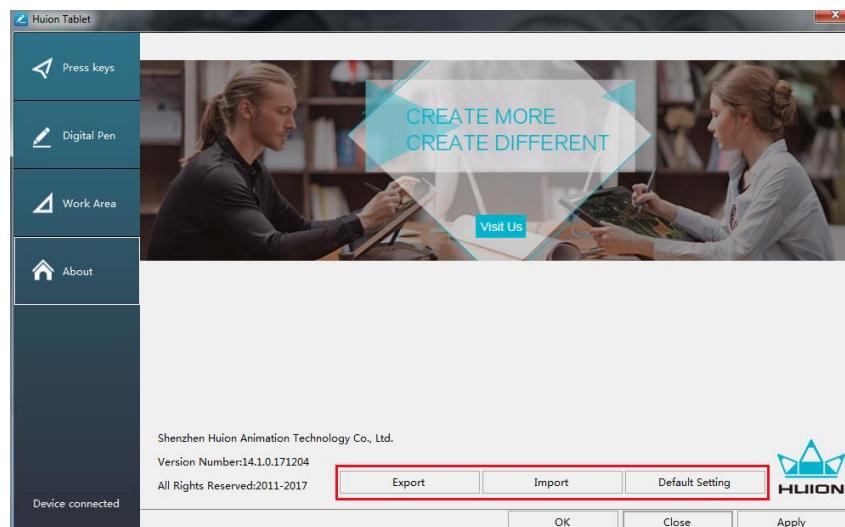 Huion Tablet
Press keys
Digital Pen
Work Area
About
Device connected
CREATE MORE
CREATE DIFFERENT
Visit Us
Shenzhen Huion Animation Technology Co., Ltd.
Version Number:14.1.0.171204
All Rights Reserved:2011-2017
Export
Import
Default Setting
HUION
OK
Close
Apply